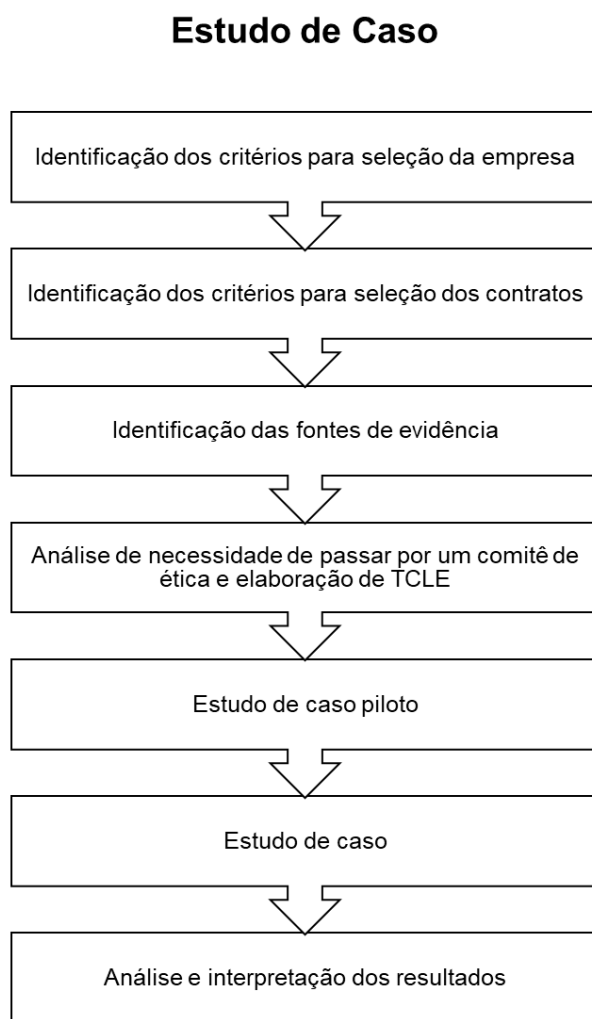 Estudo de Caso
Identificação dos critérios para seleção da empresa
Identificação dos critérios para seleção dos contratos
Identificação das fontes de evidência
Análise de necessidade de passar por um comitê de
ética e elaboração de TCLE
Estudo de caso piloto
Estudo de caso
Análise e interpretação dos resultados